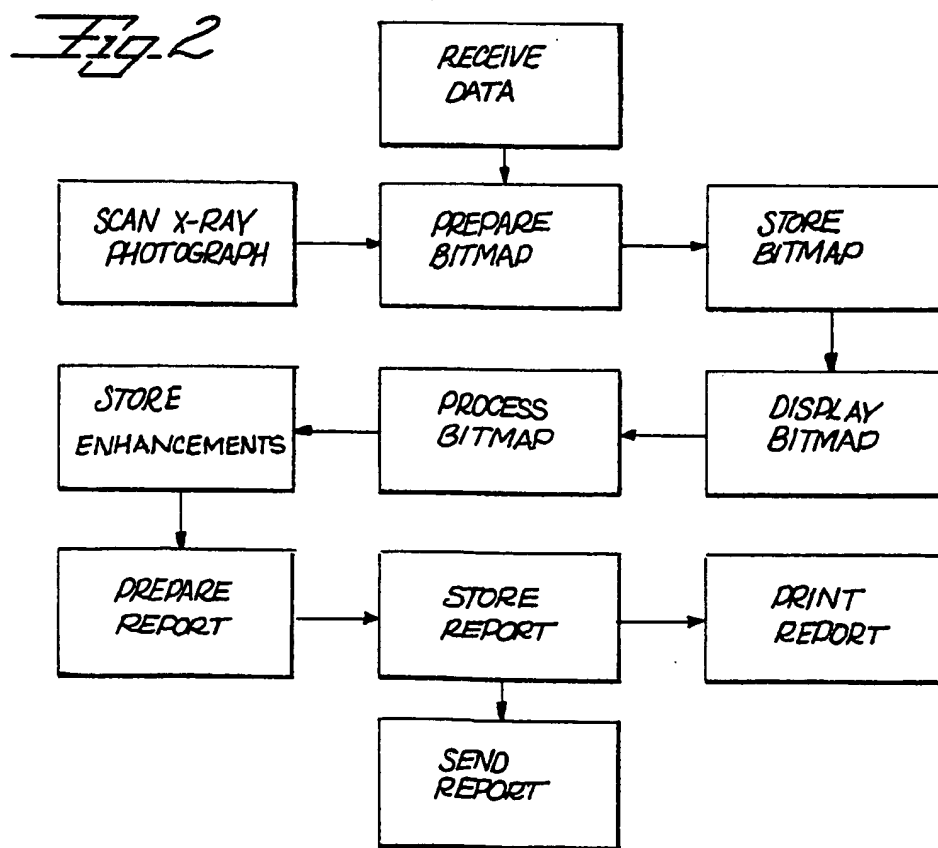 Fig. 2
RECEIVE
DATA
SCAN X-RAY
PHOTOGRAPH
PREPARE
BITMAP
STORE
BITMAP
STORE
ENHANCEMENTS
PROCESS
BITMAP
DISPLAY
BITMAP
PREPARE
REPORT
STORE
REPORT
PRINT
REPORT
SEND
REPORT